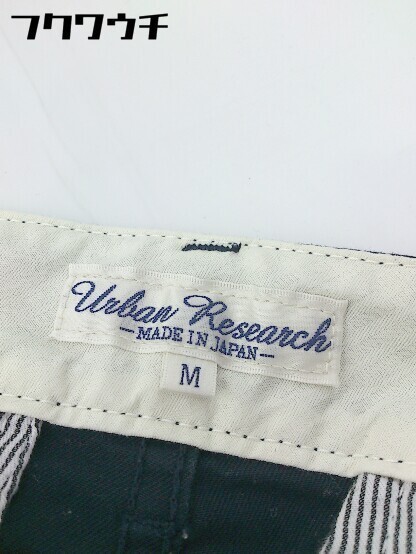 フクワウチ
Urban Research
MADE IN JAPAN
M